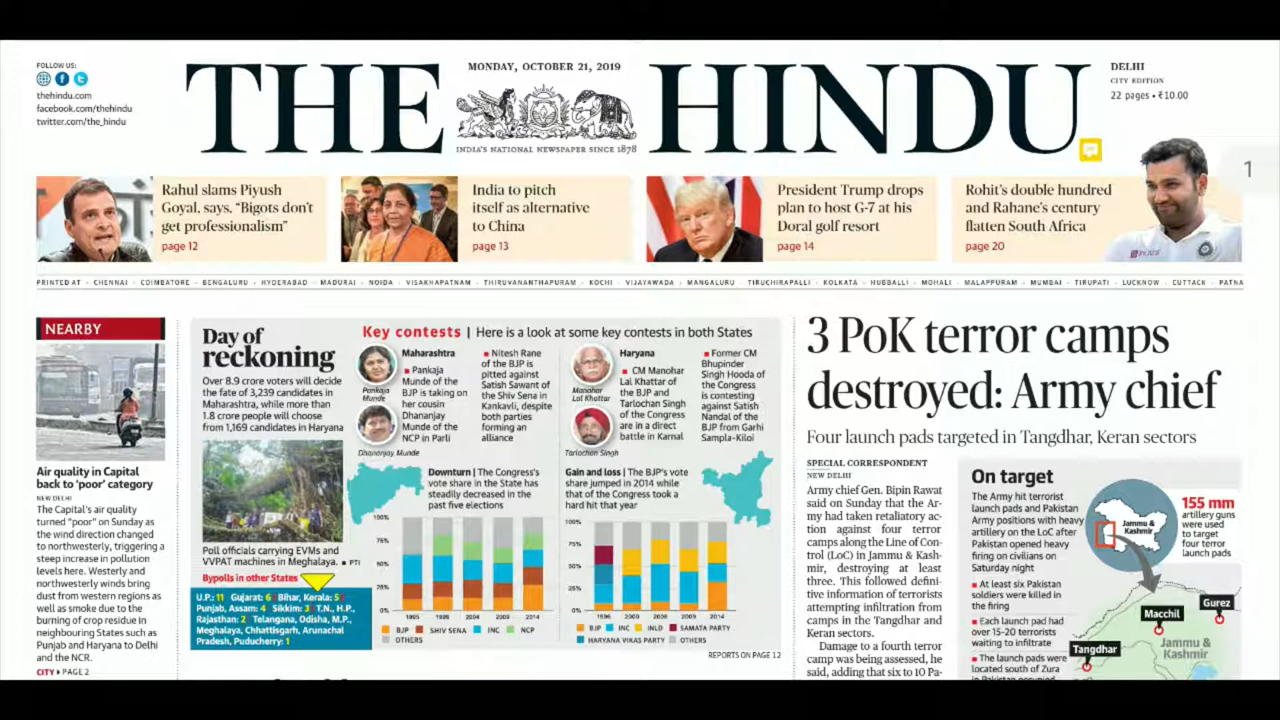 FOLLOW US:
thehindu.com
facebook.com/thehindu
twitter.com/the_hindu
THE HINDU
MONDAY, OCTOBER 21, 2019
INDIA'S NATIONAL NEWSPAPER SINCE 1878
DELHI
CITY EDITION
22 pages • ₹10.00
1
Rahul slams Piyush
Goyal, says, "Bigots don't
get professionalism"
page 12
India to pitch
itself as alternative
to China
page 13
President Trump drops
plan to host G-7 at his
Doral golf resort
page 14
Rohit's double hundred
and Rahane's century
flatten South Africa
page 20
PRINTED AT • CHENNAI • COIMBATORE • BENGALURU • HYDERABAD • MADURAI • NOIDA • VISAKHAPATNAM • THIRUVANANTHAPURAM • KOCHI • VIJAYAWADA • MANGALURU • TIRUCHIRAPALLI • KOLKATA • HUBBALLI • MOHALI • MALAPPURAM • MUMBAI • TIRUPATI • LUCKNOW • CUTTACK • PATNA
NEARBY
Air quality in Capital
back to 'poor' category
NEW DELHI
The Capital's air quality
turned "poor" on Sunday as
the wind direction changed
to northwesterly, triggering a
steep increase in pollution
levels here. Westerly and
northwesterly winds bring
dust from western regions as
well as smoke due to the
burning of crop residue in
neighbouring States such as
Punjab and Haryana to Delhi
and the NCR.
CITY ▸ PAGE 2
Day of
reckoning
Over 8.9 crore voters will decide
the fate of 3,239 candidates in
Maharashtra, while more than
1.8 crore people will choose
from 1,169 candidates in Haryana
Poll officials carrying EVMs and
VVPAT machines in Meghalaya. ■ PTI
Bypolls in other States
U.P.: 11 Gujarat: 6 Bihar, Kerala: 5
Punjab, Assam: 4 Sikkim: 3 T.N., H.P.,
Rajasthan: 2 Telangana, Odisha, M.P.,
Meghalaya, Chhattisgarh, Arunachal
Pradesh, Puducherry: 1
Key contests | Here is a look at some key contests in both States
Pankaja
Munde
Dhananjay Munde
Maharashtra
■ Pankaja
Munde of the
BJP is taking on
her cousin
Dhananjay
Munde of the
NCP in Parli
■ Nitesh Rane
of the BJP is
pitted against
Satish Sawant of
the Shiv Sena in
Kankavli, despite
both parties
forming an
alliance
Manohar
Lal Khattar
Tarlochan Singh
Haryana
■ CM Manohar
Lal Khattar of
the BJP and
Tarlochan Singh
of the Congress
are in a direct
battle in Karnal
■ Former CM
Bhupinder
Singh Hooda of
the Congress
is contesting
against Satish
Nandal of the
BJP from Garhi
Sampla-Kiloi
Downturn | The Congress's
vote share in the State has
steadily decreased in the
past five elections
100%
75%
50%
25%
0%
1995 1999 2004 2009 2014
BJP SHIV SENA INC NCP
OTHERS
Gain and loss | The BJP's vote
share jumped in 2014 while
that of the Congress took a
hard hit that year
100%
75%
50%
25%
0%
1996 2000 2005 2009 2014
BJP INC INLD SAMATA PARTY
HARYANA VIKAS PARTY OTHERS
REPORTS ON PAGE 12
3 PoK terror camps
destroyed: Army chief
Four launch pads targeted in Tangdhar, Keran sectors
SPECIAL CORRESPONDENT
NEW DELHI
Army chief Gen. Bipin Rawat
said on Sunday that the Ar-
my had taken retaliatory ac-
tion against four terror
camps along the Line of Con-
trol (LoC) in Jammu & Kash-
mir, destroying at least
three. This followed defini-
tive information of terrorists
attempting infiltration from
camps in the Tangdhar and
Keran sectors.
Damage to a fourth terror
camp was being assessed, he
said, adding that six to 10 Pa-
On target
The Army hit terrorist
launch pads and Pakistan
Army positions with heavy
artillery on the LoC after
Pakistan opened heavy
firing on civilians on
Saturday night
■ At least six Pakistan
soldiers were killed in
the firing
■ Each launch pad had
over 15-20 terrorists
waiting to infiltrate
■ The launch pads were
located south of Zura
Jammu &
Kashmir
155 mm
artillery guns
were used
to target
four terror
launch pads
Macchil
Gurez
Tangdhar
Jammu &
Kashmir